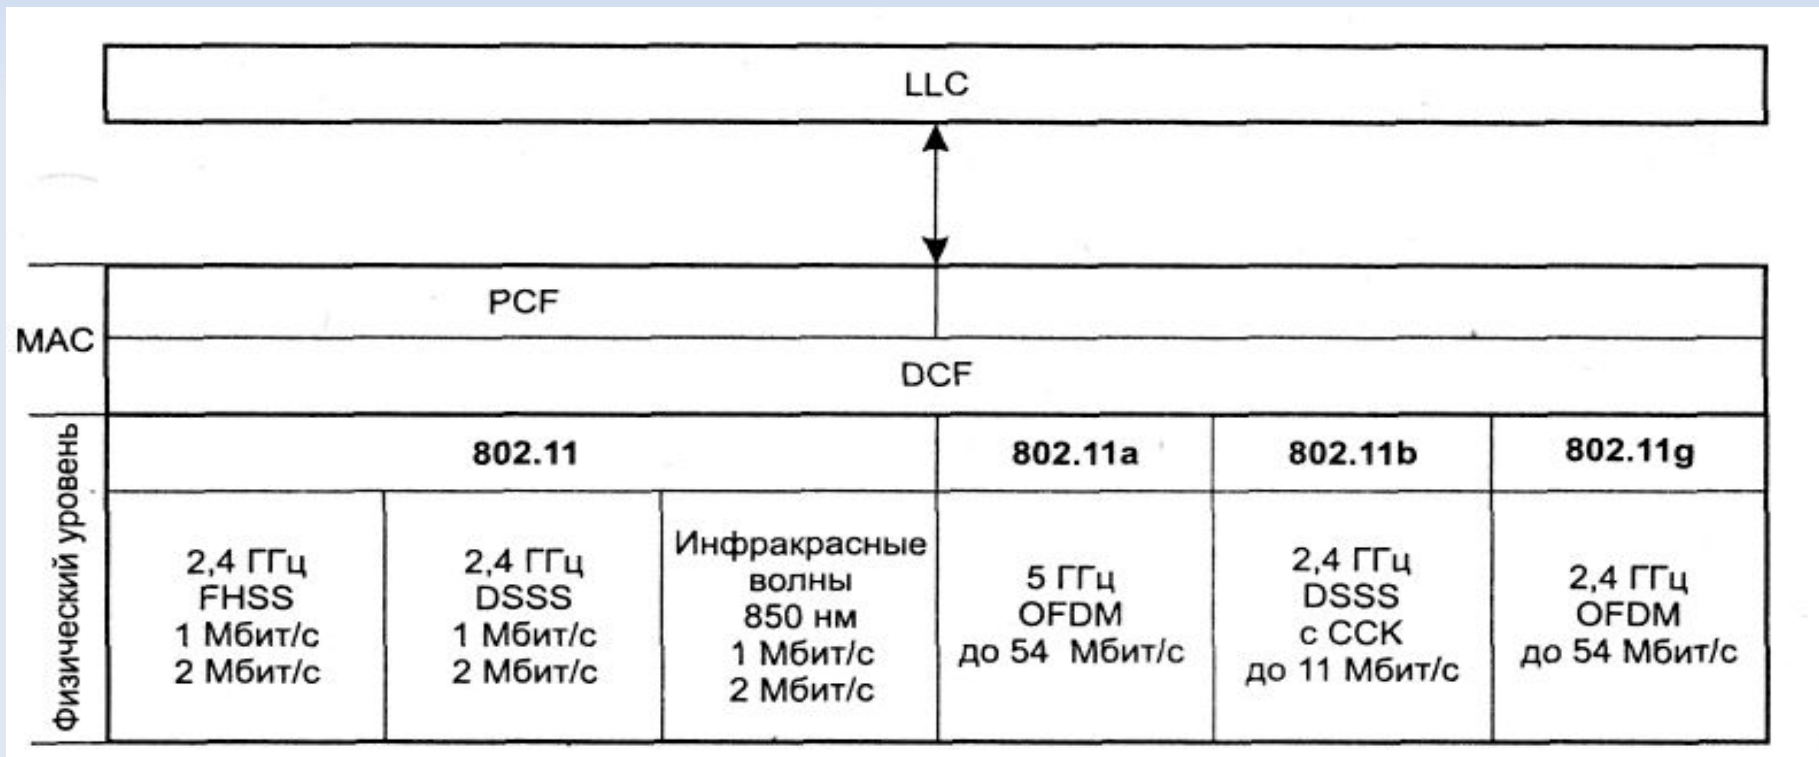 LLC
PCF
MAC
DCF
Физический уровень
802.11
802.11a
802.11b
802.11g
2,4 ГГц
FHSS
1 Мбит/с
2 Мбит/с
2,4 ГГц
DSSS
1 Мбит/с
2 Мбит/с
Инфракрасные
волны
850 нм
1 Мбит/с
2 Мбит/с
5 ГГц
OFDM
до 54 Мбит/с
2,4 ГГц
DSSS
с CCK
до 11 Мбит/с
2,4 ГГц
OFDM
до 54 Мбит/с